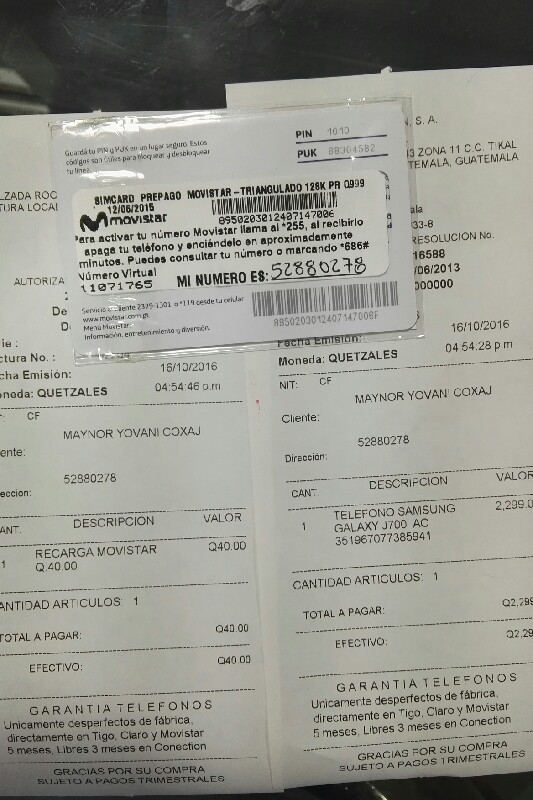 Guardá tu PIN y PUK en un lugar seguro. Estos
códigos son útiles para bloquear y desbloquear
tu línea.
PIN 1010
PUK 88304582
SIMCARD PREPAGO MOVISTAR -TRIANGULADO 128K PR Q999
12/06/2015
movistar
8950203012407147006
Para activar tu número Movistar llama al *255, al recibirlo
apaga tu teléfono y enciéndelo en aproximadamente
minutos. Puedes consultar tu número o marcando *686#
Número Virtual
11071765
MI NUMERO ES: 52880278
Servicio al cliente 2379-1301 o *119 desde tu celular
www.movistar.com.gt
Menú Movistar:
Información, entretenimiento y diversión.
8950203012407147006F
LZADA ROO
TURA LOCAL
AUTORIZA
De
ie :
ctura No. :
cha Emisión:
16/10/2016
oneda: QUETZALES
04:54:46 p.m
CF
MAYNOR YOVANI COXAJ
ente:
52880278
ección:
ANT.
DESCRIPCION
VALOR
1
RECARGA MOVISTAR
Q.40.00
Q40.00
ANTIDAD ARTICULOS: 1
TOTAL A PAGAR:
Q40.00
EFECTIVO:
Q40.00
GARANTIA TELEFONOS
Unicamente desperfectos de fábrica,
directamente en Tigo, Claro y Movistar
5 meses, Libres 3 meses en Conection
GRACIAS POR SU COMPRA
SUJETO A PAGOS TRIMESTRALES
N, S. A.
13 ZONA 11 C.C. TIKAL
TEMALA, GUATEMALA
ala
33-8
RESOLUCION No.
16588
/06/2013
000000
Fecha Emisión:
16/10/2016
Moneda: QUETZALES
04:54:28 p.m
NIT: CF
MAYNOR YOVANI COXAJ
Cliente:
52880278
Dirección:
CANT.
DESCRIPCION
VALOR
1
TELEFONO SAMSUNG
GALAXY J700 AC
351967077385941
2,299.0
CANTIDAD ARTICULOS: 1
TOTAL A PAGAR:
Q2,299
EFECTIVO:
Q2,29
GARANTIA TELEFONOS
Unicamente desperfectos de fábrica,
directamente en Tigo, Claro y Movistar
5 meses, Libres 3 meses en Conection
GRACIAS POR SU COMPRA
SUJETO A PAGOS TRIMESTRALES